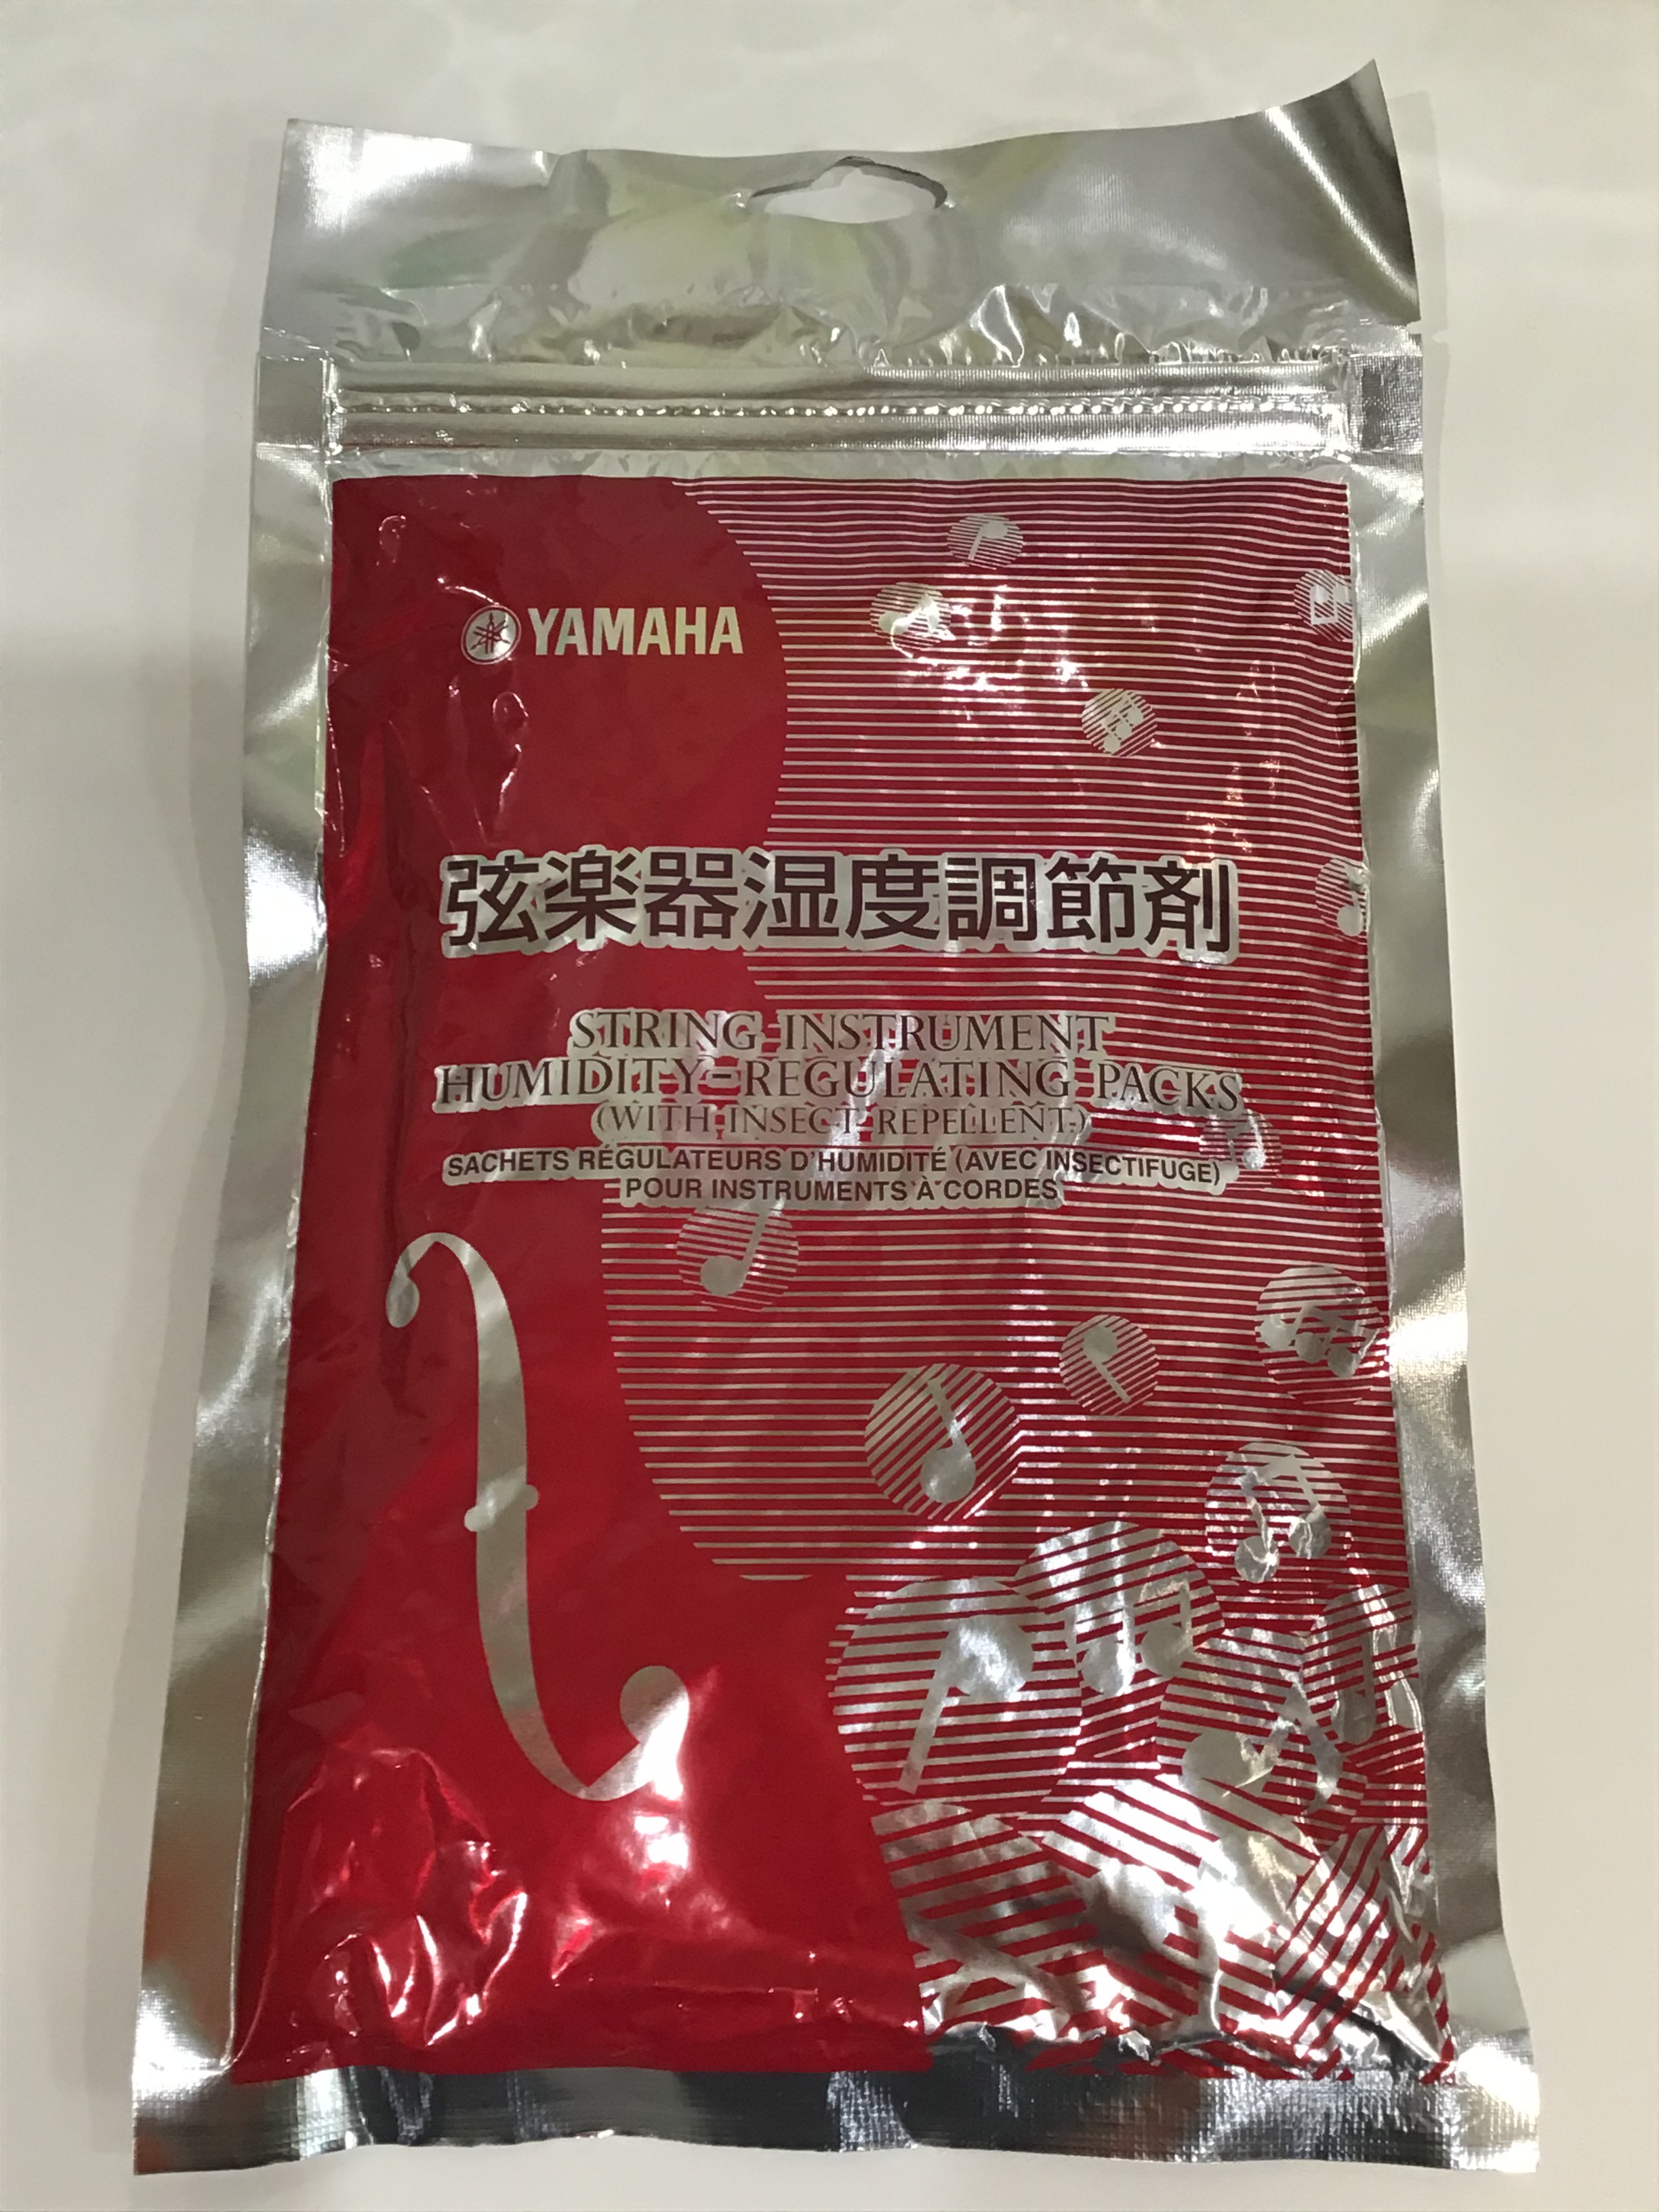 YAMAHA
弦楽器湿度調節剤
STRING INSTRUMENT
HUMIDITY-REGULATING PACKS
(WITH INSECT REPELLENT)
SACHETS RÉGULATEURS D'HUMIDITÉ (AVEC INSECTIFUGE)
POUR INSTRUMENTS À CORDES